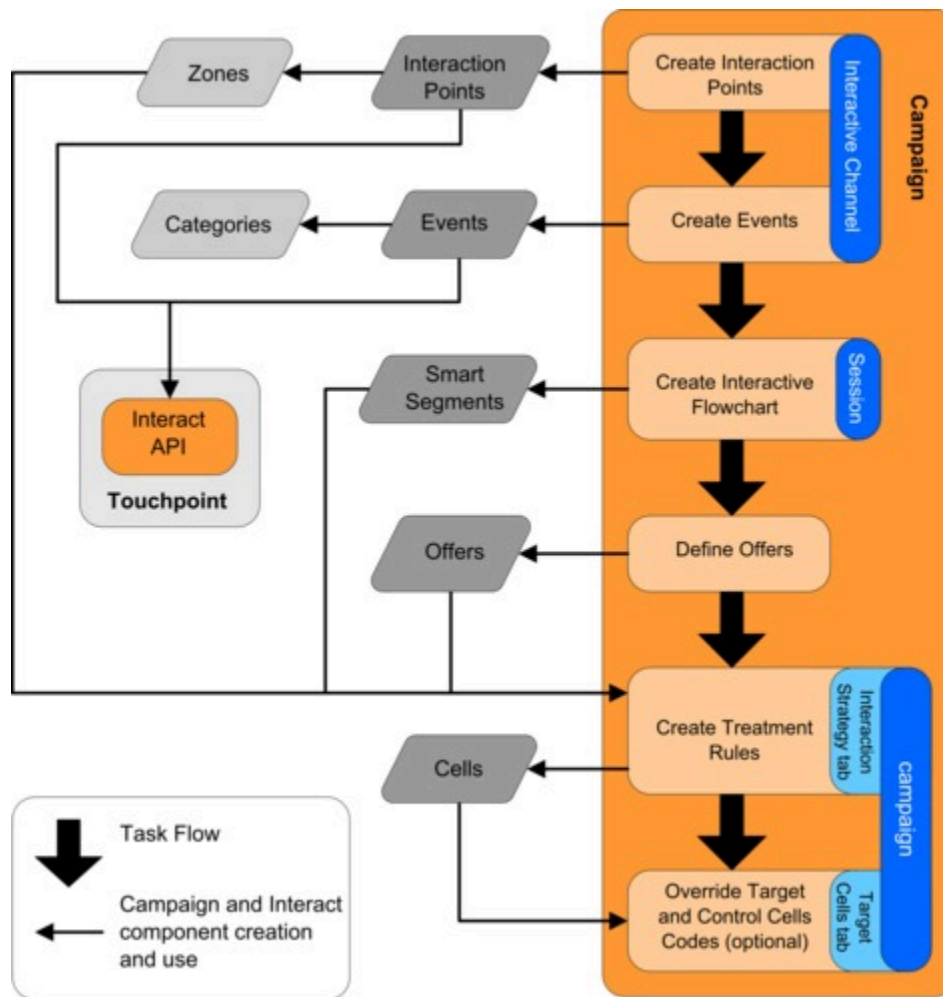 Zones
Interaction
Points
Create Interaction
Points
Interactive Channel
Campaign
Categories
Events
Create Events
Smart
Segments
Create Interactive
Flowchart
Session
Interact
API
Touchpoint
Offers
Define Offers
Create Treatment
Rules
Interaction
Strategy tab
campaign
Cells
Override Target
and Control Cells
Codes (optional)
Target
Cells tab
Task Flow
Campaign and Interact
component creation
and use